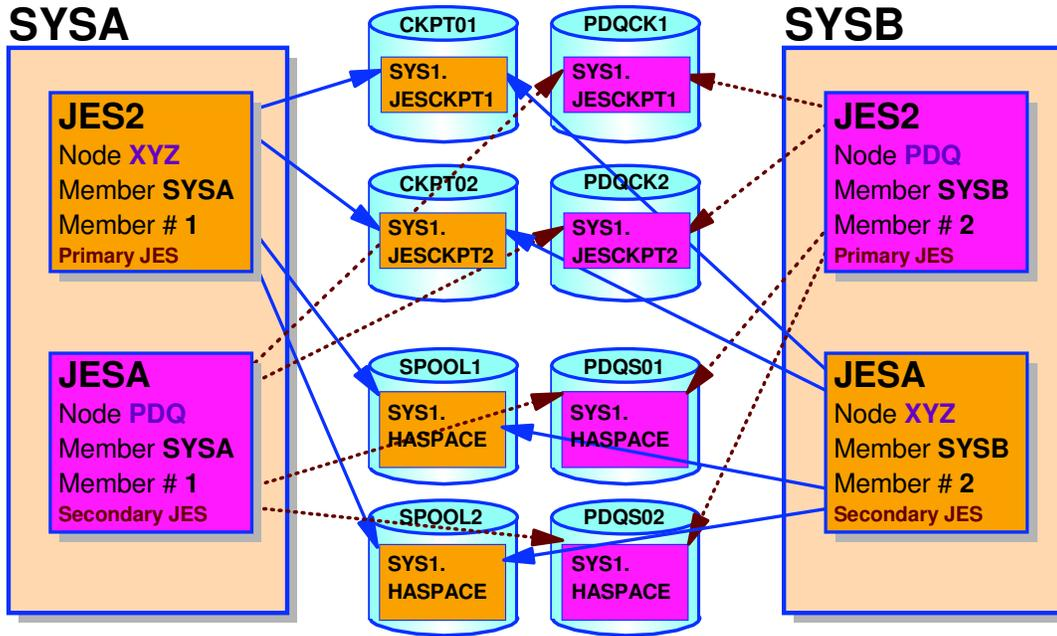 SYSA
SYSB
JES2
Node XYZ
Member SYSA
Member # 1
Primary JES
JESA
Node PDQ
Member SYSA
Member # 1
Secondary JES
CKPT01
SYS1.
JESCKPT1
PDQCK1
SYS1.
JESCKPT1
CKPT02
SYS1.
JESCKPT2
PDQCK2
SYS1.
JESCKPT2
SPOOL1
SYS1.
HASPACE
PDQS01
SYS1.
HASPACE
SPOOL2
SYS1.
HASPACE
PDQS02
SYS1.
HASPACE
JES2
Node PDQ
Member SYSB
Member # 2
Primary JES
JESA
Node XYZ
Member SYSB
Member # 2
Secondary JES